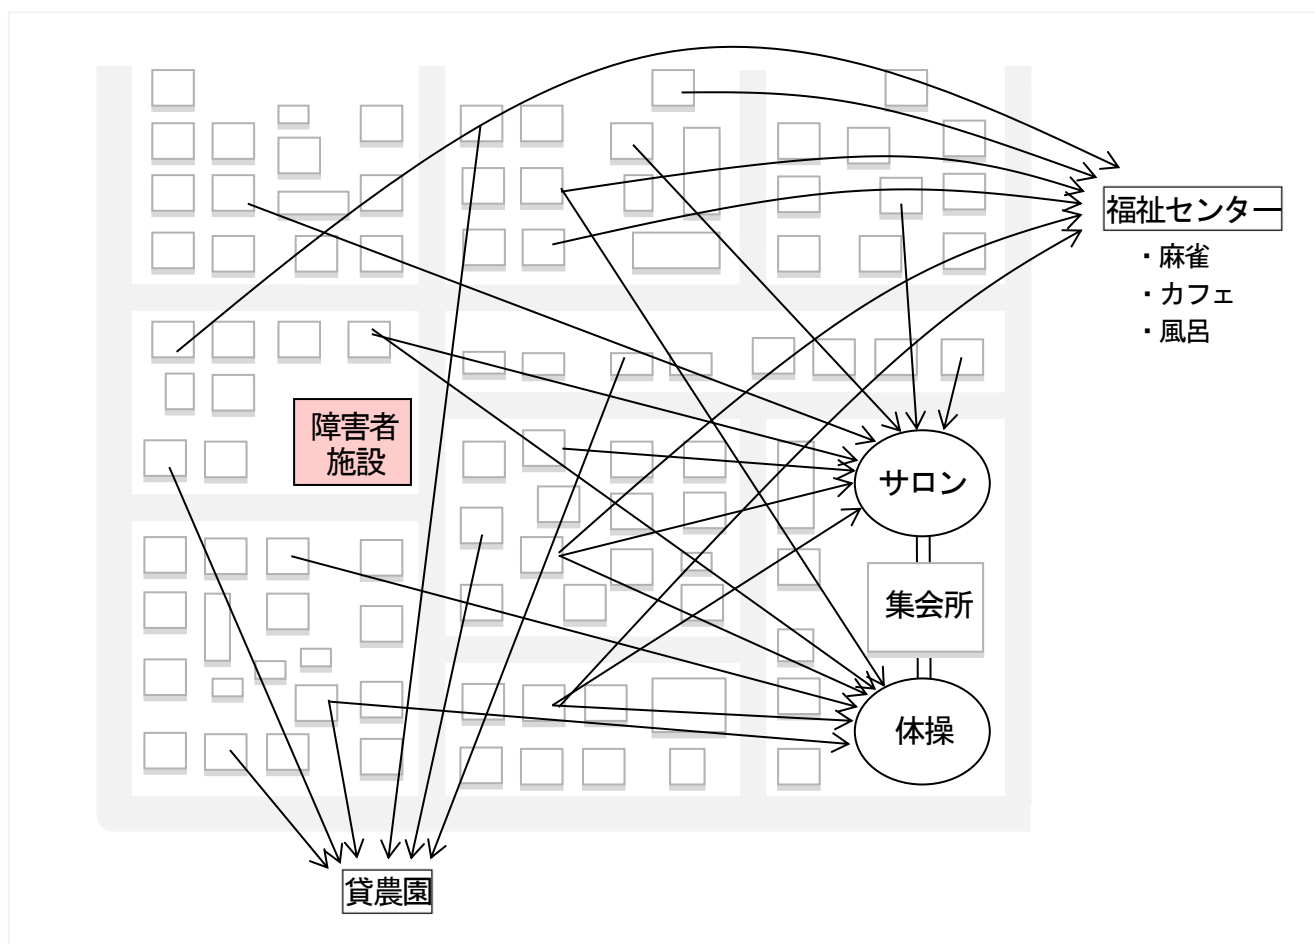 福祉センター
・麻雀
・カフェ
・風呂
障害者
施設
サロン
集会所
体操
貸農園